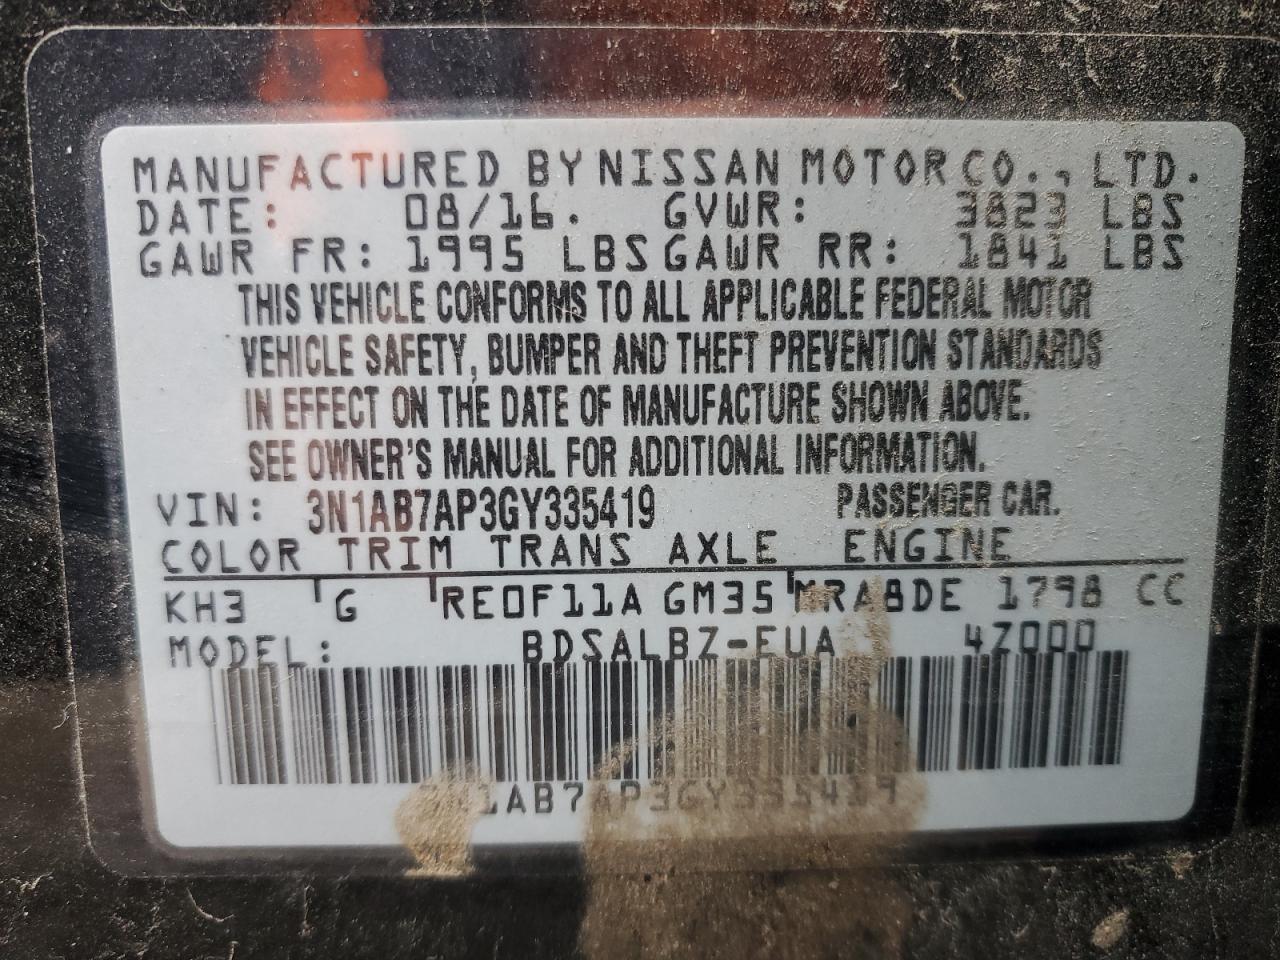 MANUFACTURED BY NISSAN MOTOR CO., LTD.
DATE: 08/16. GVWR: 3823 LBS
GAWR FR: 1995 LBS GAWR RR: 1841 LBS
THIS VEHICLE CONFORMS TO ALL APPLICABLE FEDERAL MOTOR
VEHICLE SAFETY, BUMPER AND THEFT PREVENTION STANDARDS
IN EFFECT ON THE DATE OF MANUFACTURE SHOWN ABOVE.
SEE OWNER'S MANUAL FOR ADDITIONAL INFORMATION.
VIN: 3N1AB7AP3GY335419 PASSENGER CAR.
COLOR TRIM TRANS AXLE ENGINE
KH3 G RE0F11A GM35 MRA8DE 1798 CC
MODEL: BDSALBZ-EUA 4Z000
3N1AB7AP3GY335419